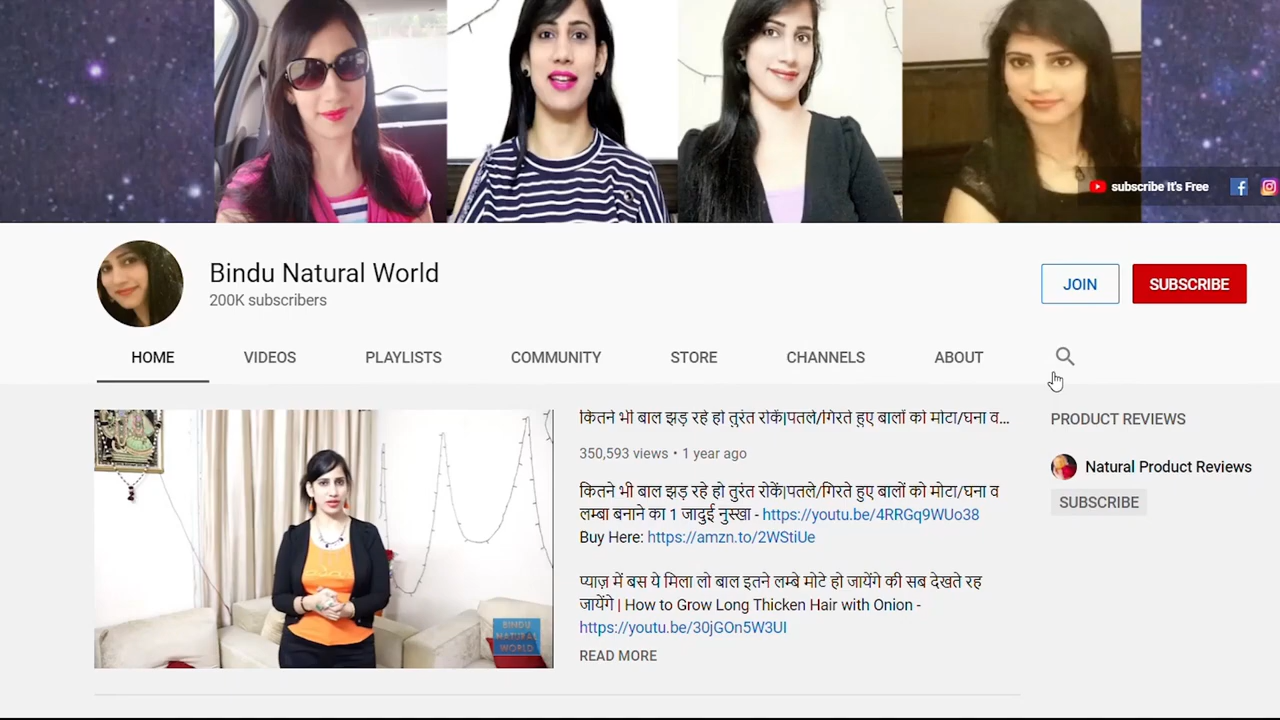 subscribe It's Free
Bindu Natural World
200K subscribers
JOIN
SUBSCRIBE
HOME
VIDEOS
PLAYLISTS
COMMUNITY
STORE
CHANNELS
ABOUT
कितने भी बाल झड़ रहे हो तुरंत रोकें|पतले/गिरते हुए बालों को मोटा/घना व...
350,593 views • 1 year ago
कितने भी बाल झड़ रहे हो तुरंत रोकें|पतले/गिरते हुए बालों को मोटा/घना व
लम्बा बनाने का 1 जादुई नुस्खा - https://youtu.be/4RRGq9WUo38
Buy Here: https://amzn.to/2WStiUe
प्याज़ में बस ये मिला लो बाल इतने लम्बे मोटे हो जायेंगे की सब देखते रह
जायेंगे | How to Grow Long Thicken Hair with Onion -
https://youtu.be/30jGOn5W3UI
READ MORE
BINDU
NATURAL
WORLD
PRODUCT REVIEWS
Natural Product Reviews
SUBSCRIBE